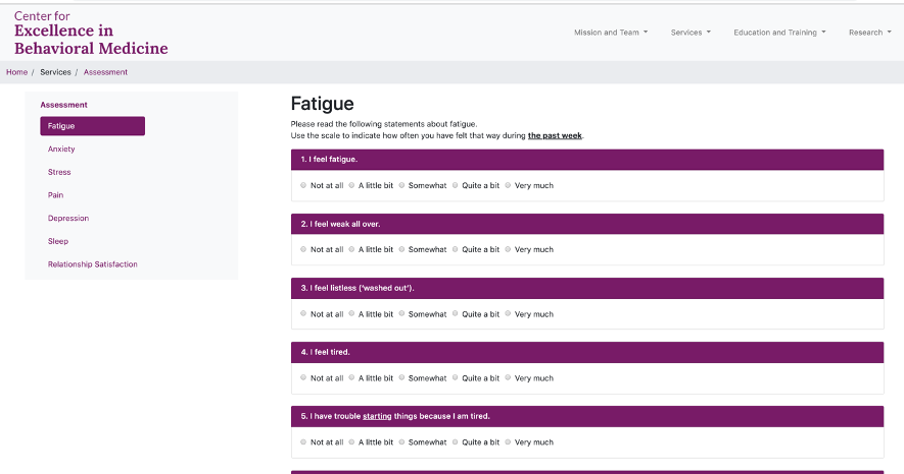 Center for
Excellence in
Behavioral Medicine
Mission and Team
Services
Education and Training
Research
Home / Services / Assessment
Assessment
Fatigue
Anxiety
Stress
Pain
Depression
Sleep
Relationship Satisfaction
Fatigue
Please read the following statements about fatigue.
Use the scale to indicate how often you have felt that way during the past week.
1. I feel fatigue.
Not at all A little bit Somewhat Quite a bit Very much
2. I feel weak all over.
Not at all A little bit Somewhat Quite a bit Very much
3. I feel listless ("washed out").
Not at all A little bit Somewhat Quite a bit Very much
4. I feel tired.
Not at all A little bit Somewhat Quite a bit Very much
5. I have trouble starting things because I am tired.
Not at all A little bit Somewhat Quite a bit Very much